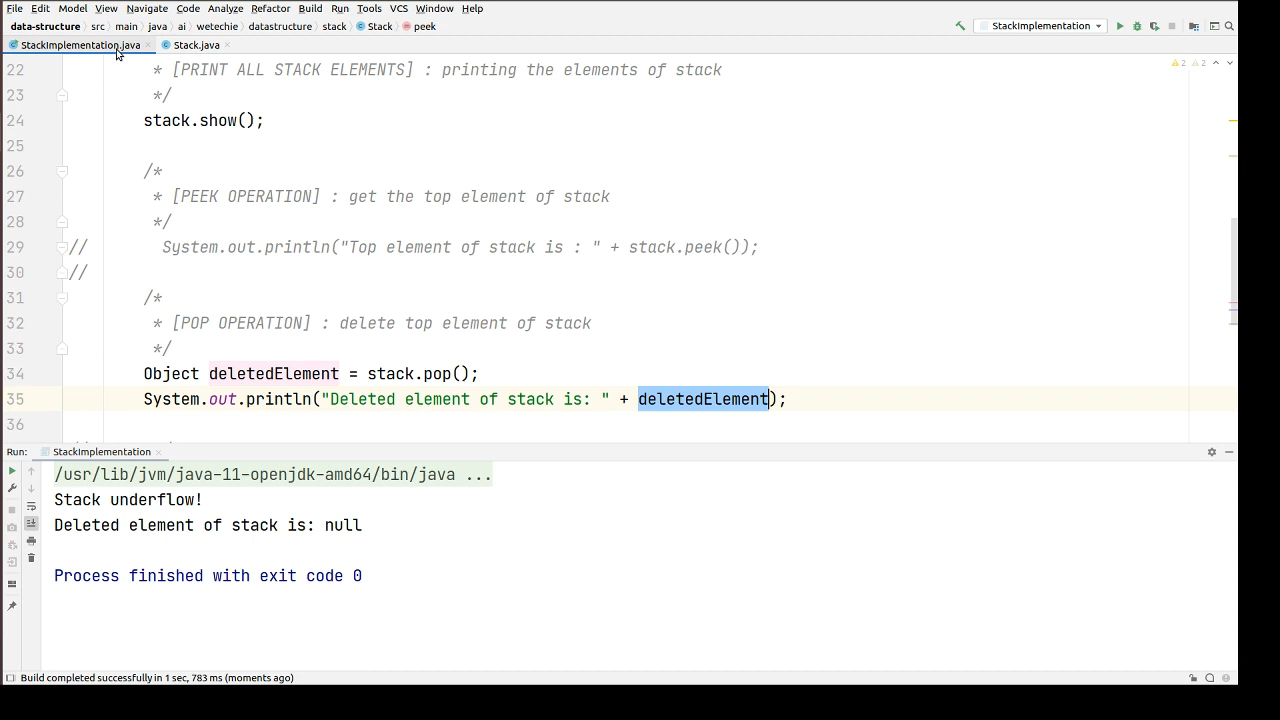 File Edit Model View Navigate Code Analyze Refactor Build Run Tools VCS Window Help
data-structure src main java ai wetechie datastructure stack Stack peek StackImplementation
StackImplementation.java Stack.java
22 * [PRINT ALL STACK ELEMENTS] : printing the elements of stack 2 2
23 */
24 stack.show();
25
26 /*
27 * [PEEK OPERATION] : get the top element of stack
28 */
29 // System.out.println("Top element of stack is : " + stack.peek());
30 //
31 /*
32 * [POP OPERATION] : delete top element of stack
33 */
34 Object deletedElement = stack.pop();
35 System.out.println("Deleted element of stack is: " + deletedElement);
36
Run: StackImplementation
/usr/lib/jvm/java-11-openjdk-amd64/bin/java ...
Stack underflow!
Deleted element of stack is: null
Process finished with exit code 0
Build completed successfully in 1 sec, 783 ms (moments ago)